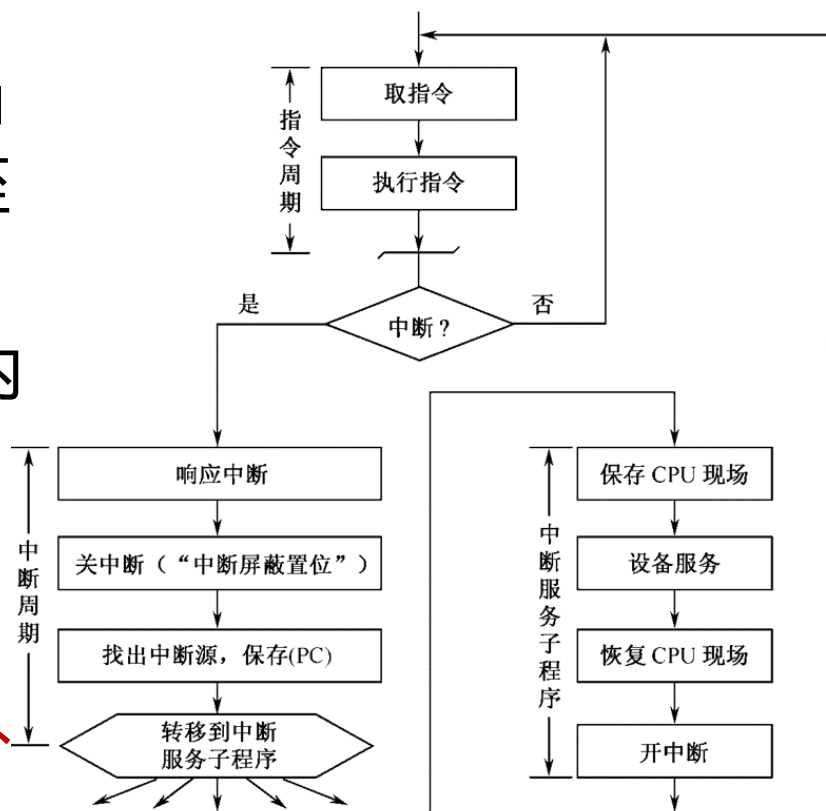 取指令
指令周期
执行指令
是
否
中断？
内
响应中断
保存 CPU 现场
关中断（“中断屏蔽置位”）
设备服务
中断周期
中断服务子程序
找出中断源，保存(PC)
恢复 CPU 现场
转移到中断
服务子程序
开中断